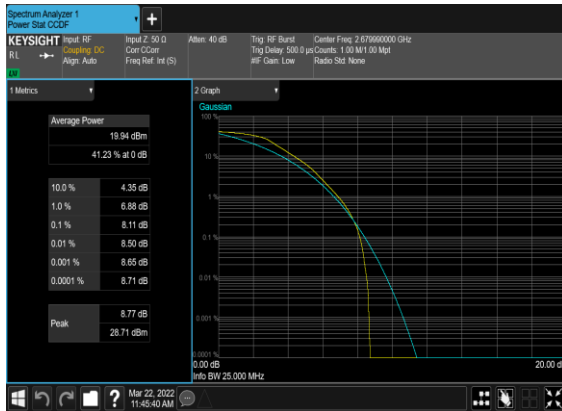 Spectrum Analyzer 1
Power Stat CCDF
+
KEYSIGHT
RL
LXI
Input: RF
Coupling: DC
Align: Auto
Input Z: 50 Ω
Corr CCorr
Freq Ref: Int (S)
Atten: 40 dB
Trig: RF Burst
Trig Delay: 500.0 µs
#IF Gain: Low
Center Freq: 2.679990000 GHz
Counts: 1.00 M/1.00 Mpt
Radio Std: None
1 Metrics
Average Power
19.94 dBm
41.23 % at 0 dB
10.0 % 4.35 dB
1.0 % 6.88 dB
0.1 % 8.11 dB
0.01 % 8.50 dB
0.001 % 8.65 dB
0.0001 % 8.71 dB
Peak
8.77 dB
28.71 dBm
2 Graph
Gaussian
100 %
10 %
1 %
0.1 %
0.01 %
0.001 %
0.0001 %
0.00 dB
20.00 d
Info BW 25.000 MHz
?
Mar 22, 2022
11:45:40 AM